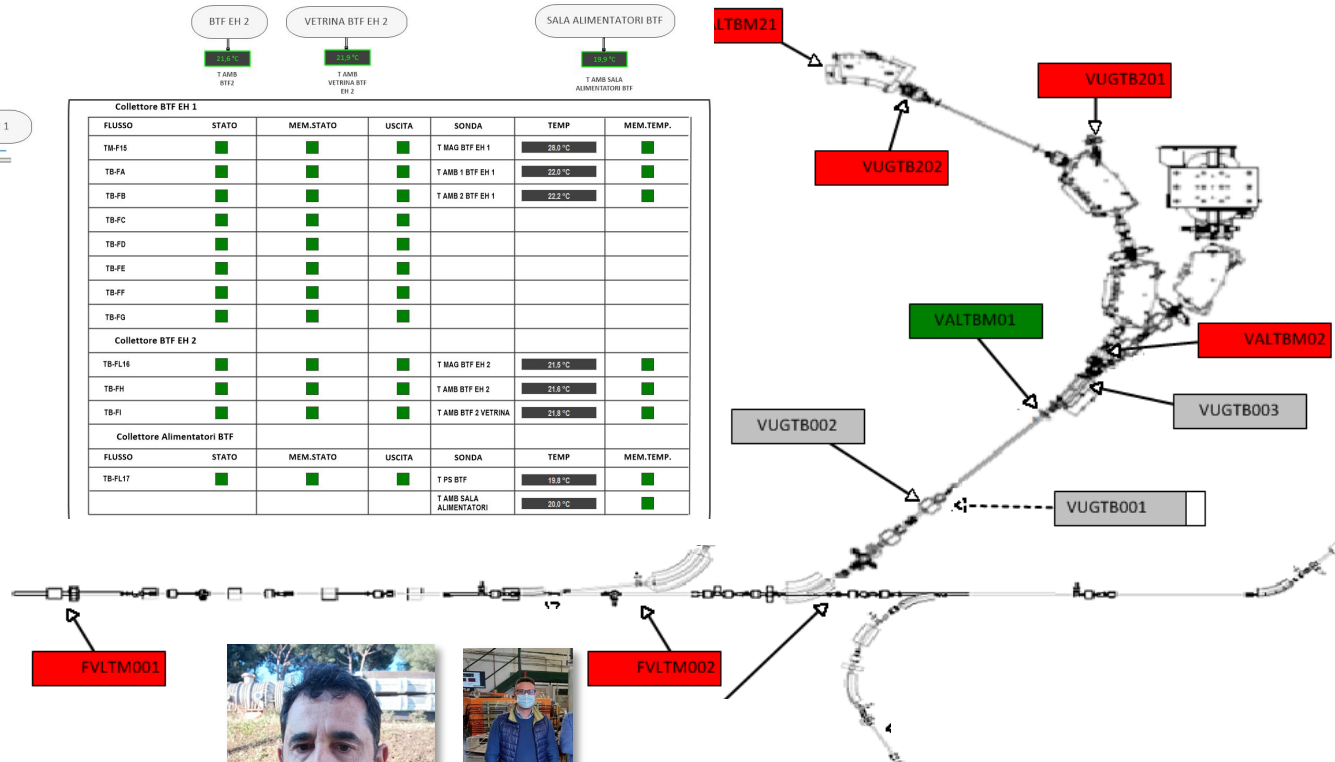 BTF EH 2
VETRINA BTF EH 2
SALA ALIMENTATORI BTF
21,6 °C
21,9 °C
19,9 °C
T AMB
BTF2
T AMB
VETRINA BTF
EH 2
T AMB SALA
ALIMENTATORI BTF
1
Collettore BTF EH 1
FLUSSO STATO MEM.STATO USCITA SONDA TEMP MEM.TEMP.
TM-F15 T MAG BTF EH 1 28,0 °C
TB-FA T AMB 1 BTF EH 1 22,0 °C
TB-FB T AMB 2 BTF EH 1 22,2 °C
TB-FC
TB-FD
TB-FE
TB-FF
TB-FG
Collettore BTF EH 2
TB-FL16 T MAG BTF EH 2 21,5 °C
TB-FH T AMB BTF EH 2 21,6 °C
TB-FI T AMB BTF 2 VETRINA 21,8 °C
Collettore Alimentatori BTF
FLUSSO STATO MEM.STATO USCITA SONDA TEMP MEM.TEMP.
TB-FL17 T PS BTF 19,8 °C
T AMB SALA
ALIMENTATORI 20,0 °C
LTBM21
VUGTB201
VUGTB202
VALTBM01
VALTBM02
VUGTB003
VUGTB002
VUGTB001
FVLTM001
FVLTM002